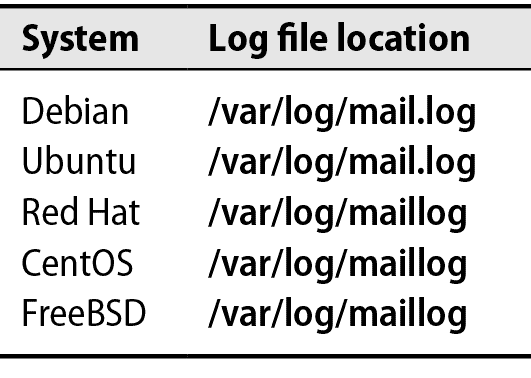 System Log file location
Debian /var/log/mail.log
Ubuntu /var/log/mail.log
Red Hat /var/log/maillog
CentOS /var/log/maillog
FreeBSD /var/log/maillog